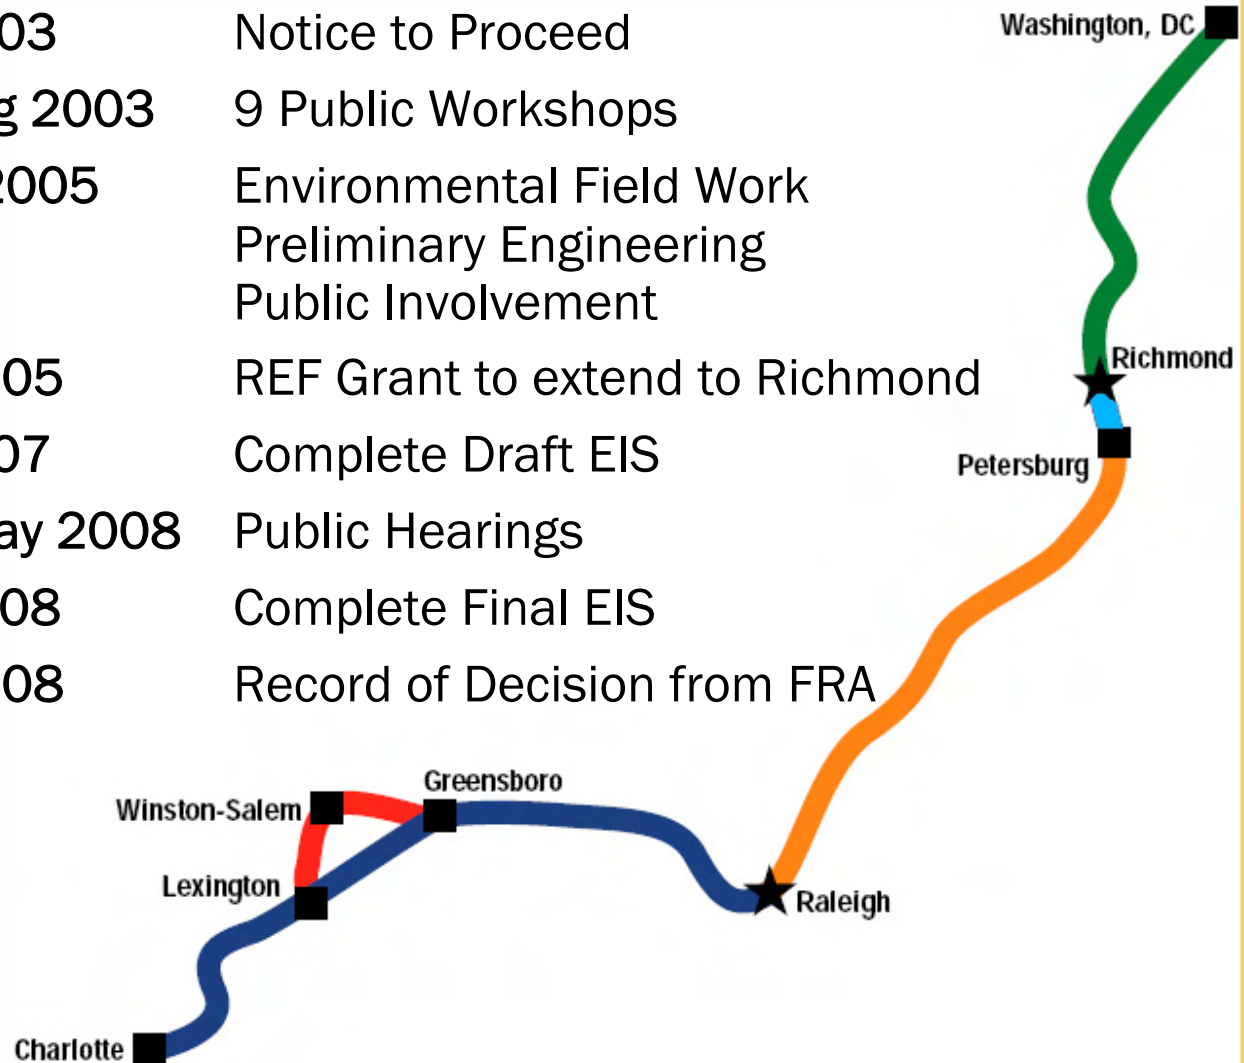 03 Notice to Proceed
g 2003 9 Public Workshops
2005 Environmental Field Work
Preliminary Engineering
Public Involvement
05 REF Grant to extend to Richmond
07 Complete Draft EIS
ay 2008 Public Hearings
08 Complete Final EIS
08 Record of Decision from FRA
Washington, DC
Richmond
Petersburg
Greensboro
Winston-Salem
Lexington
Raleigh
Charlotte